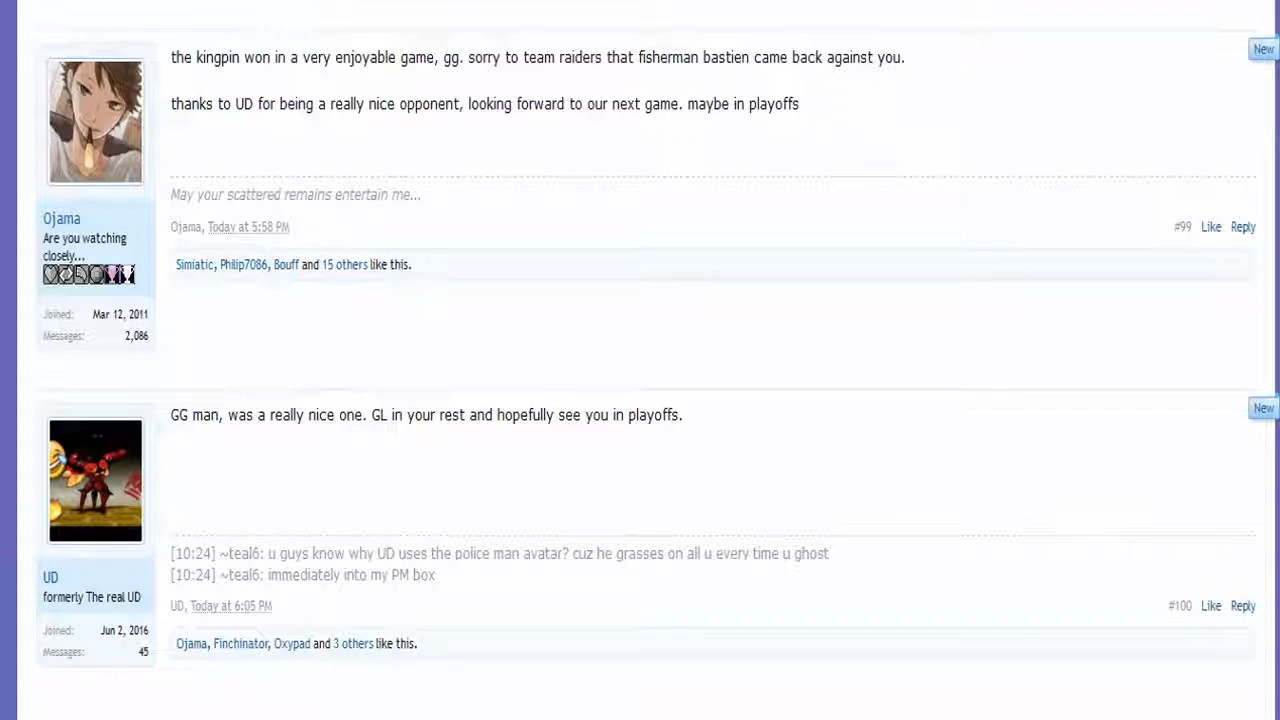 the kingpin won in a very enjoyable game, gg. sorry to team raiders that fisherman bastien came back against you.
New
thanks to UD for being a really nice opponent, looking forward to our next game. maybe in playoffs
May your scattered remains entertain me...
Ojama
Are you watching
closely...
Ojama, Today at 5:58 PM
#99 Like Reply
Simiatic, Philip7086, Bouff and 15 others like this.
Joined: Mar 12, 2011
Messages: 2,086
GG man, was a really nice one. GL in your rest and hopefully see you in playoffs.
New
[10:24] ~teal6: u guys know why UD uses the police man avatar? cuz he grasses on all u every time u ghost
[10:24] ~teal6: immediately into my PM box
UD
formerly The real UD
UD, Today at 6:05 PM
#100 Like Reply
Joined: Jun 2, 2016
Messages: 45
Ojama, Finchinator, Oxypad and 3 others like this.